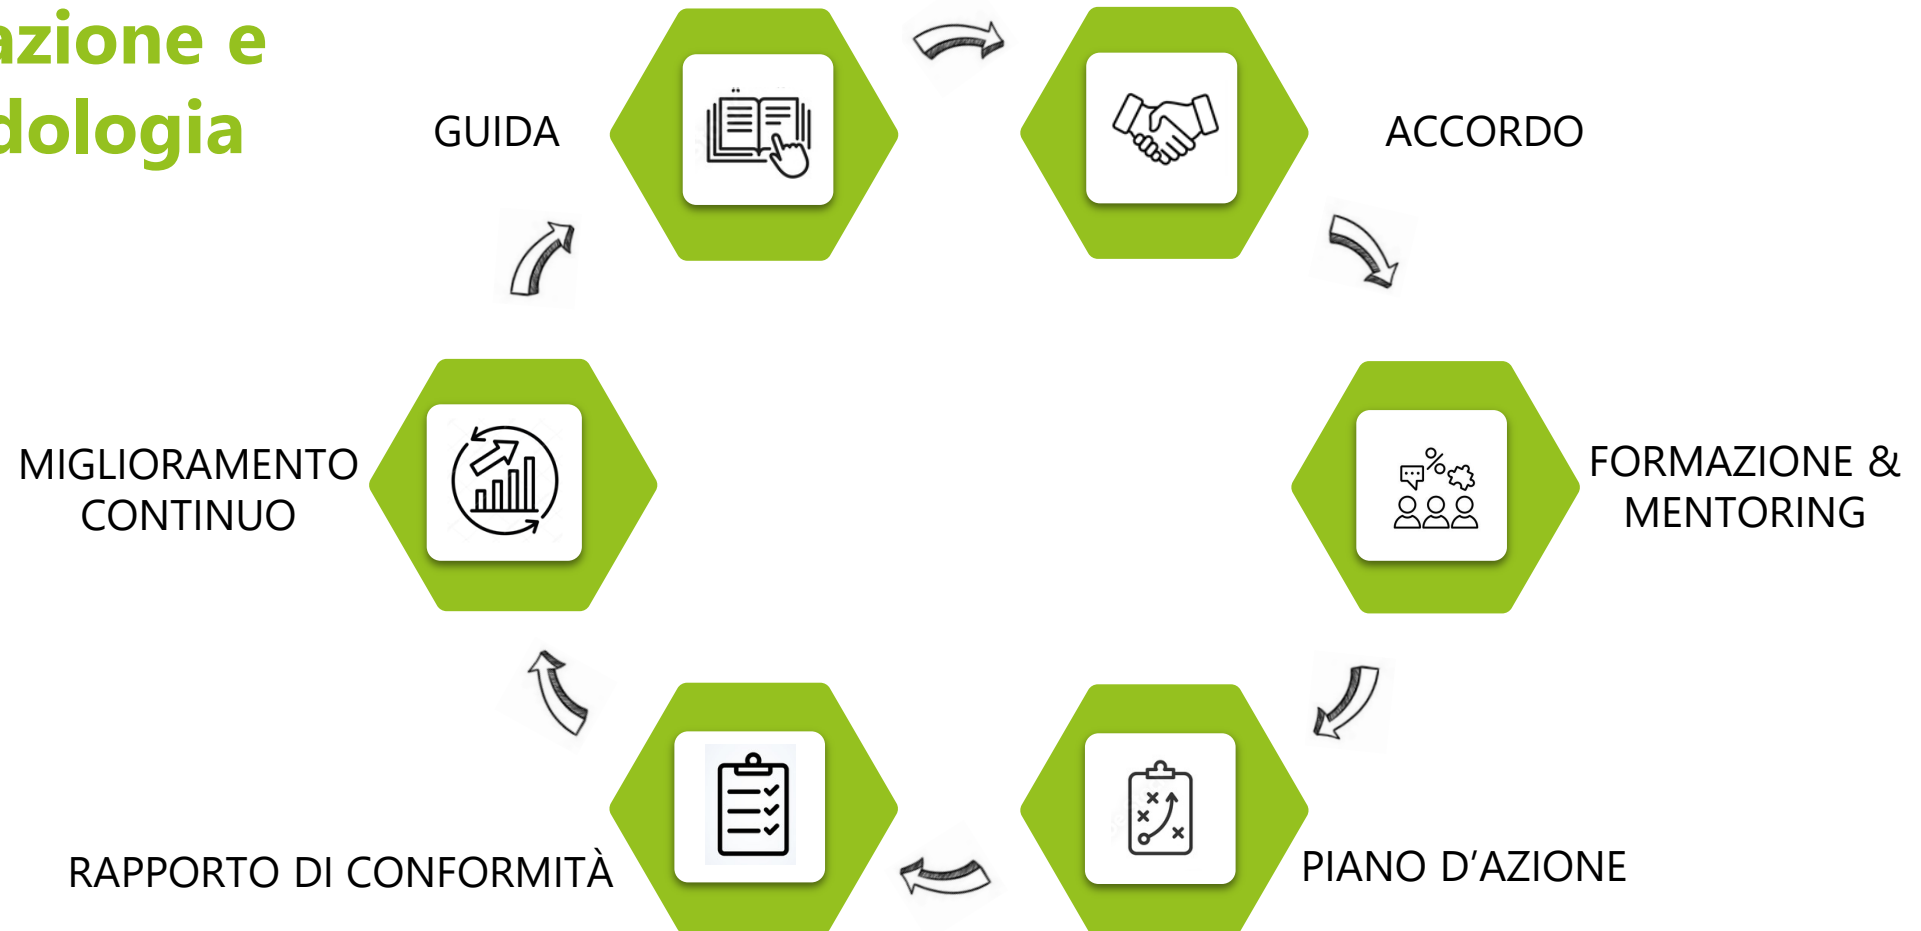 azione e
dologia
GUIDA
ACCORDO
MIGLIORAMENTO
CONTINUO
FORMAZIONE &
MENTORING
RAPPORTO DI CONFORMITÀ
PIANO D’AZIONE